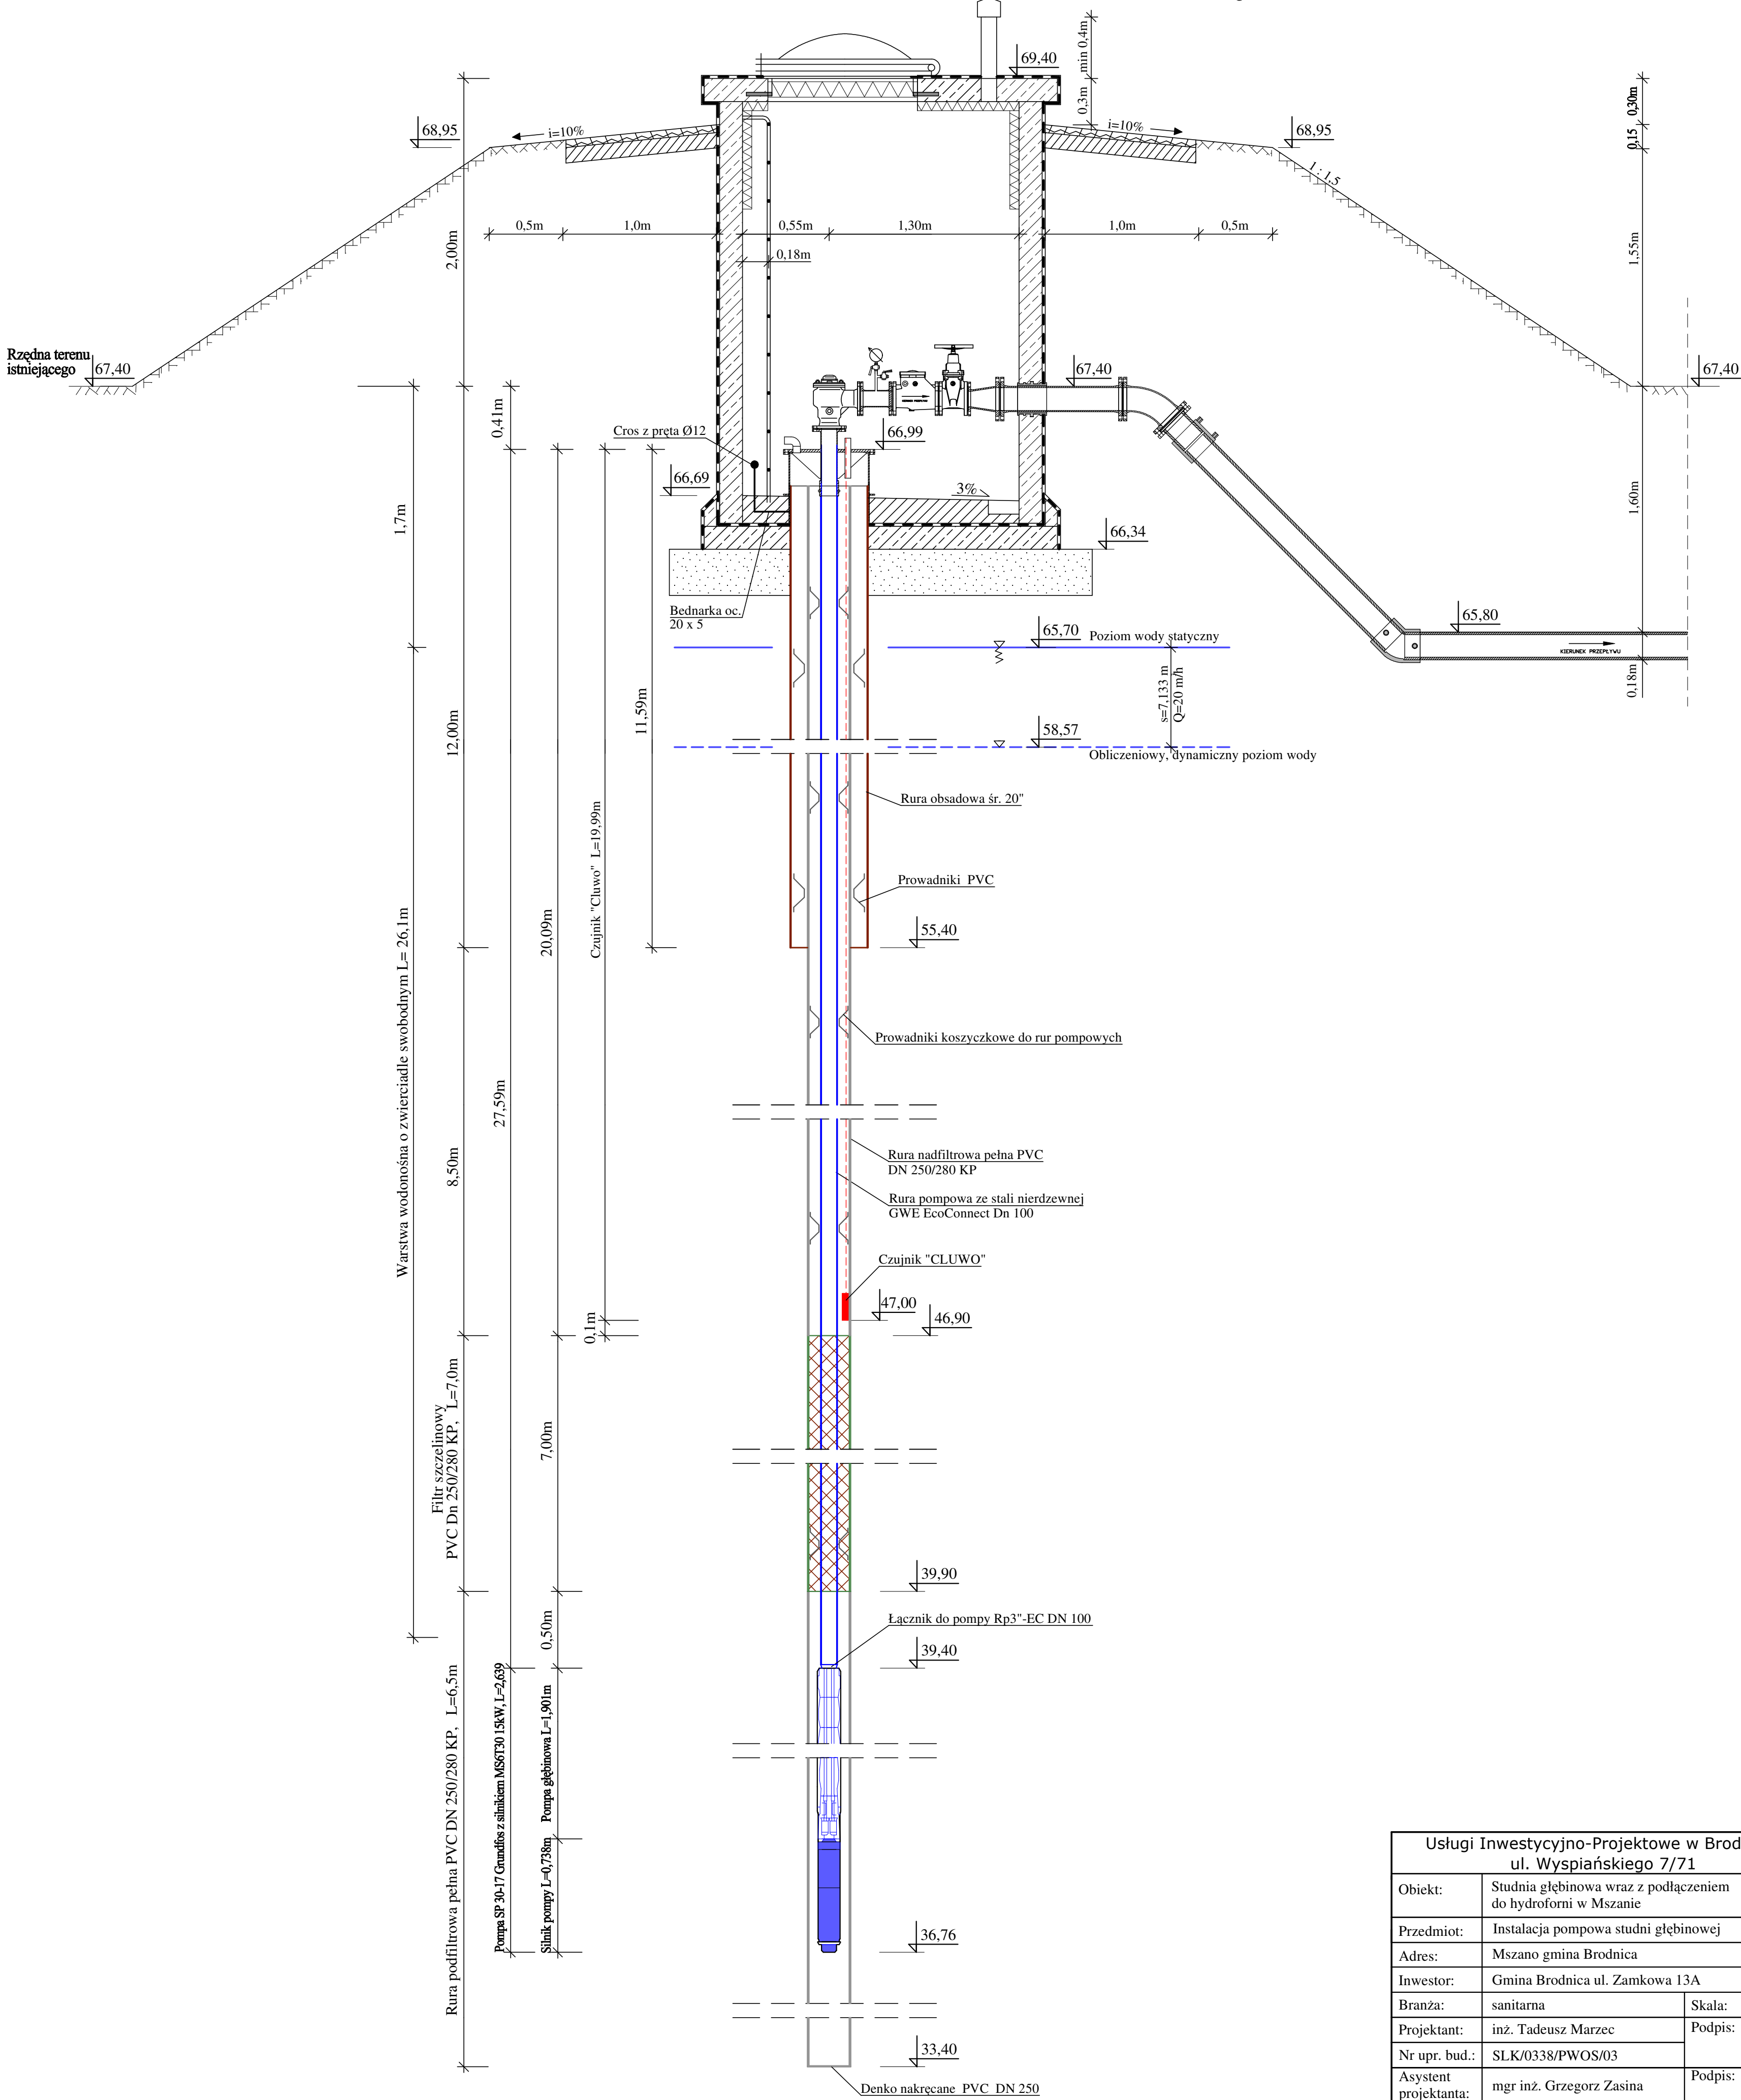 69,40
min 0,4m
0,3m
0,30m
0,15
68,95
i=10%
i=10%
68,95
1 : 1,5
0,5m
1,0m
0,55m
1,30m
1,0m
0,5m
0,18m
2,00m
1,55m
Rzędna terenu
istniejącego
67,40
67,40
67,40
0,41m
Cros z pręta Ø12
66,99
66,69
3%
1,7m
1,60m
66,34
Bednarka oc.
20 x 5
65,70
Poziom wody statyczny
65,80
KIERUNEK PRZEPŁYWU
0,18m
s=7,133 m
Q=20 m/h
11,59m
12,00m
58,57
Obliczeniowy, dynamiczny poziom wody
Rura obsadowa śr. 20"
Czujnik "Cluwo" L=19,99m
Prowadniki PVC
20,09m
55,40
Warstwa wodonośna o zwierciadle swobodnym L= 26,1m
Prowadniki koszyczkowe do rur pompowych
27,59m
8,50m
Rura nadfiltrowa pełna PVC
DN 250/280 KP
Rura pompowa ze stali nierdzewnej
GWE EcoConnect Dn 100
Czujnik "CLUWO"
47,00
46,90
0,1m
Filtr szczelinowy
PVC Dn 250/280 KP, L=7,0m
7,00m
39,90
0,50m
Łącznik do pompy Rp3"-EC DN 100
39,40
Rura podfiltrowa pełna PVC DN 250/280 KP, L=6,5m
Pompa SP 30-17 Grundfos z silnikiem MS6T30 15kW, L=2,639
Pompa głębinowa L=1,901m
Silnik pompy L=0,738m
36,76
33,40
Denko nakręcane PVC DN 250
Usługi Inwestycyjno-Projektowe w Brod
ul. Wyspiańskiego 7/71
Obiekt: Studnia głębinowa wraz z podłączeniem
do hydroforni w Mszanie
Przedmiot: Instalacja pompowa studni głębinowej
Adres: Mszano gmina Brodnica
Inwestor: Gmina Brodnica ul. Zamkowa 13A
Branża: sanitarna Skala:
Projektant: inż. Tadeusz Marzec Podpis:
Nr upr. bud.: SLK/0338/PWOS/03
Asystent
projektanta: mgr inż. Grzegorz Zasina Podpis: